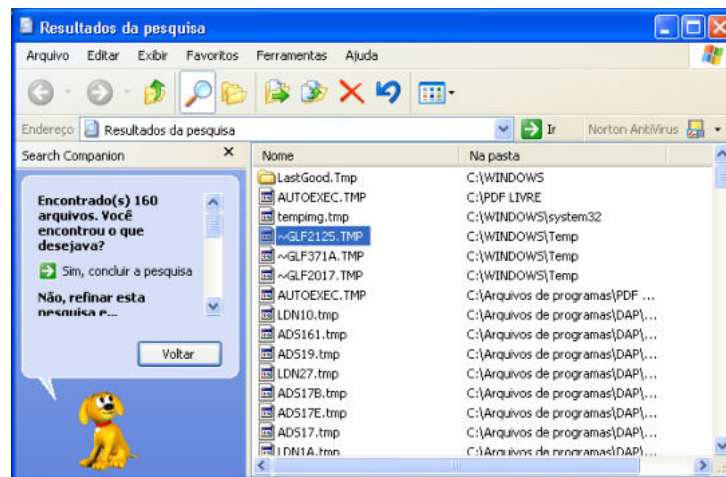 Resultados da pesquisa
Arquivo Editar Exibir Favoritos Ferramentas Ajuda
Endereço Resultados da pesquisa Ir Norton AntiVirus
Search Companion
Encontrado(s) 160
arquivos. Você
encontrou o que
desejava?
Sim, concluir a pesquisa
Não, refinar esta
pesquisa e...
Voltar
Nome Na pasta
LastGood.Tmp C:\WINDOWS
AUTOEXEC.TMP C:\PDF LIVRE
tempimg.tmp C:\WINDOWS\system32
~GLF2125.TMP C:\WINDOWS\Temp
~GLF371A.TMP C:\WINDOWS\Temp
~GLF2017.TMP C:\WINDOWS\Temp
AUTOEXEC.TMP C:\Arquivos de programas\PDF ...
LDN10.tmp C:\Arquivos de programas\DAP\...
ADS161.tmp C:\Arquivos de programas\DAP\...
ADS19.tmp C:\Arquivos de programas\DAP\...
LDN27.tmp C:\Arquivos de programas\DAP\...
ADS17B.tmp C:\Arquivos de programas\DAP\...
ADS17E.tmp C:\Arquivos de programas\DAP\...
ADS17.tmp C:\Arquivos de programas\DAP\...
LDN1A.tmp C:\Arquivos de programas\DAP\...